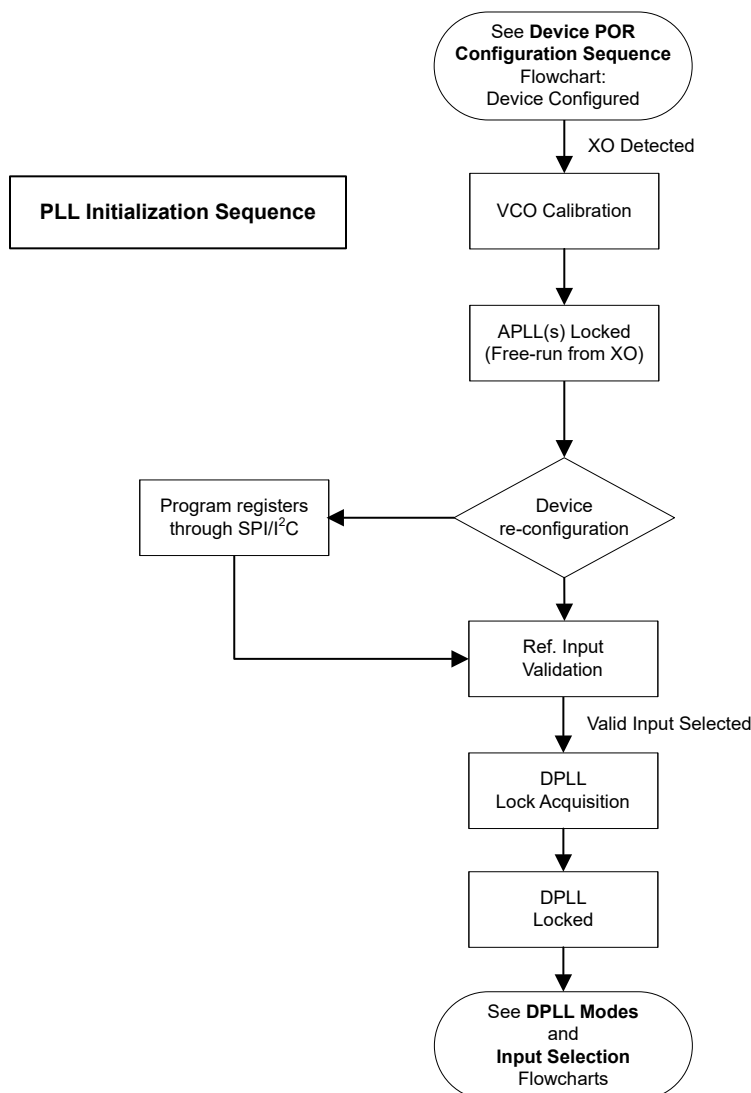 See Device POR
Configuration Sequence
Flowchart:
Device Configured
XO Detected
PLL Initialization Sequence
VCO Calibration
APLL(s) Locked
(Free-run from XO)
Program registers
through SPI/I²C
Device
re-configuration
Ref. Input
Validation
Valid Input Selected
DPLL
Lock Acquisition
DPLL
Locked
See DPLL Modes
and
Input Selection
Flowcharts